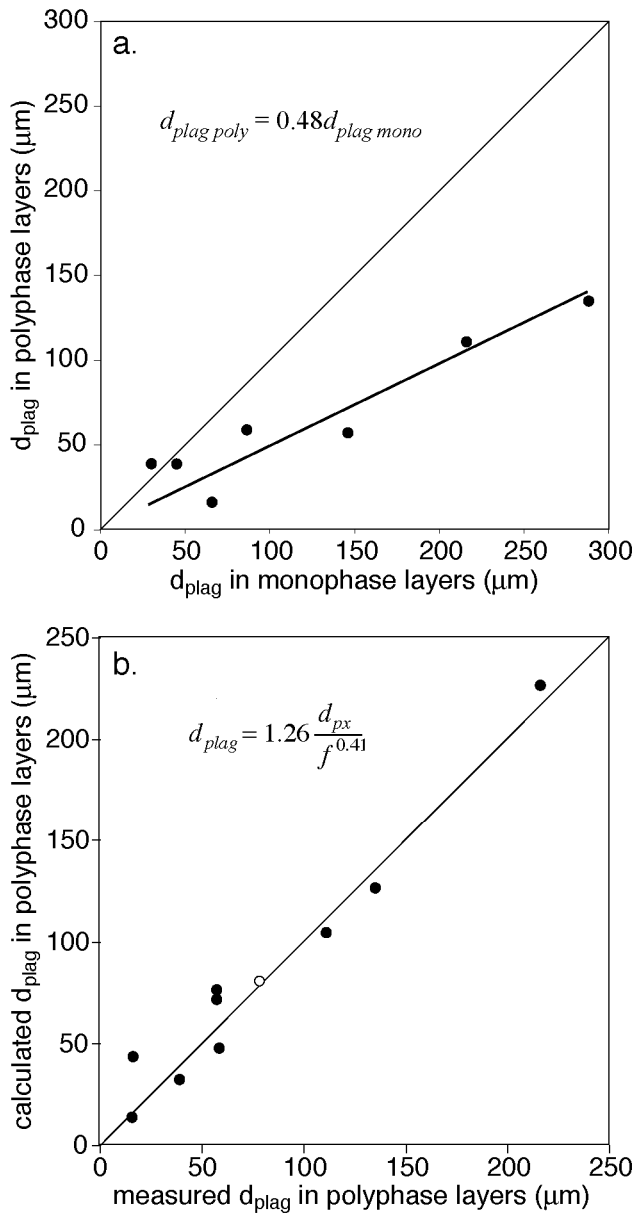 a.
d_plag poly = 0.48d_plag mono
d_plag in polyphase layers (μm)
300
250
200
150
100
50
0
0 50 100 150 200 250 300
d_plag in monophase layers (μm)
b.
d_plag = 1.26 d_px / f^0.41
calculated d_plag in polyphase layers (μm)
250
200
150
100
50
0
0 50 100 150 200 250
measured d_plag in polyphase layers (μm)